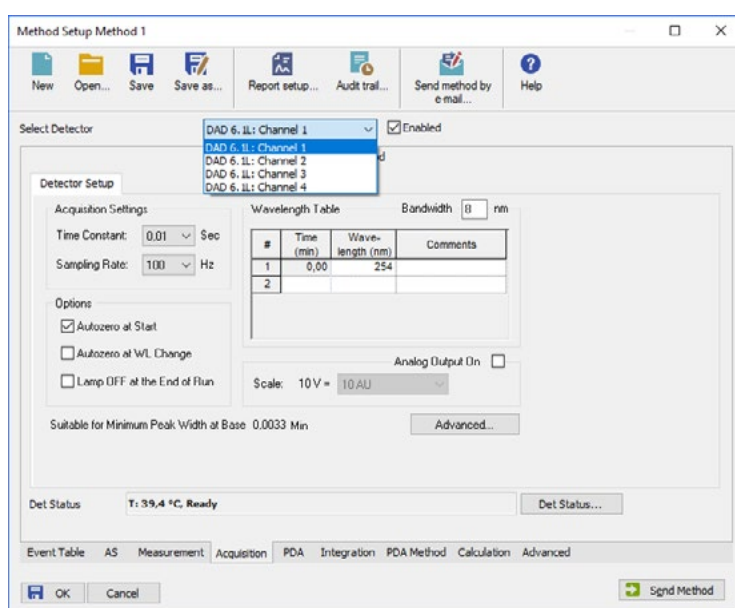 Method Setup Method 1
New Open... Save Save as... Report setup... Audit trail... Send method by e-mail... Help
Select Detector DAD 6.1L: Channel 1 Enabled
DAD 6.1L: Channel 1
DAD 6.1L: Channel 2
DAD 6.1L: Channel 3
DAD 6.1L: Channel 4
Detector Setup
Acquisition Settings
Time Constant: 0.01 Sec
Sampling Rate: 100 Hz
Options
Autozero at Start
Autozero at WL Change
Lamp OFF at the End of Run
Wavelength Table Bandwidth 8 nm
# Time (min) Wave-length (nm) Comments
1 0,00 254
2
Analog Output On
Scale: 10 V = 10 AU
Suitable for Minimum Peak Width at Base 0.0033 Min Advanced...
Det Status T: 39,4 °C, Ready Det Status...
Event Table AS Measurement Acquisition PDA Integration PDA Method Calculation Advanced
OK Cancel Send Method